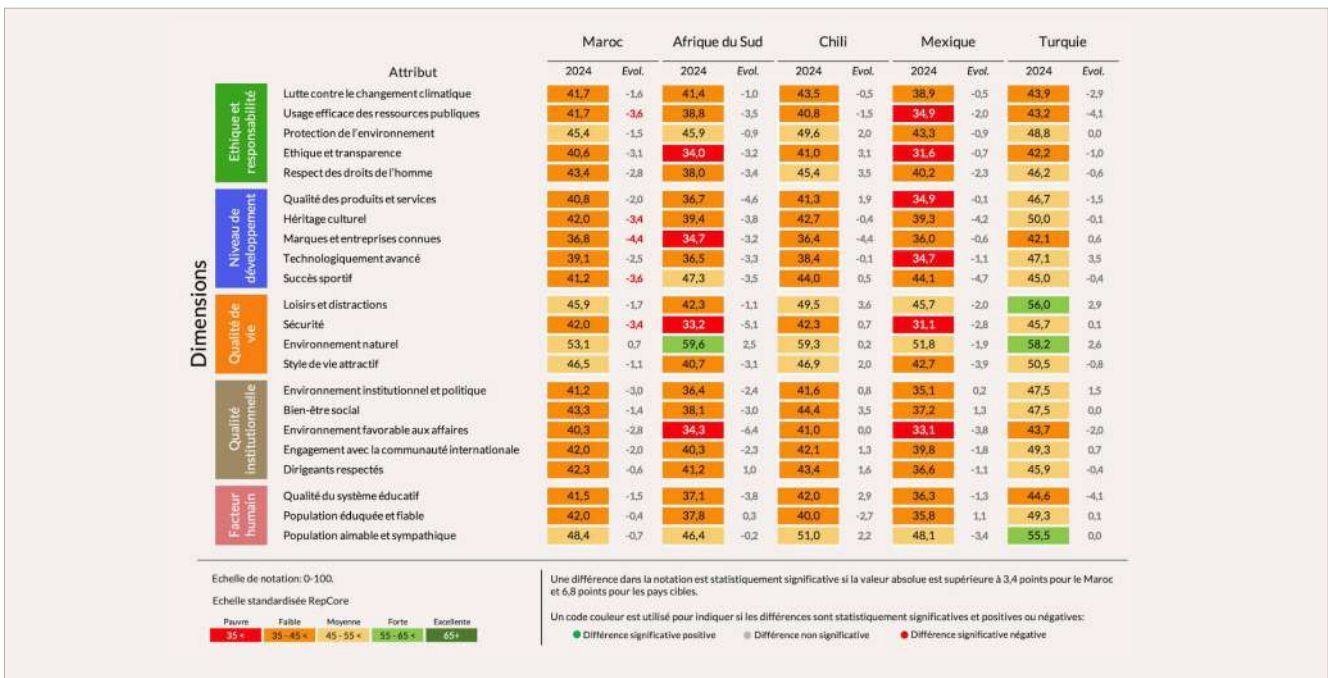 Maroc Afrique du Sud Chili Mexique Turquie
Attribut 2024 Evol. 2024 Evol. 2024 Evol. 2024 Evol. 2024 Evol.
Dimensions
Ethique et responsabilité
Lutte contre le changement climatique 41,7 -1,6 41,4 -1,0 43,5 -0,5 38,9 -0,5 43,9 -2,9
Usage efficace des ressources publiques 41,7 -3,6 38,8 -3,5 40,8 -1,5 34,9 -2,0 43,2 -4,1
Protection de l'environnement 45,4 -1,5 45,9 -0,9 49,6 2,0 43,3 -0,9 48,8 0,0
Ethique et transparence 40,6 -3,1 34,0 -3,2 41,0 3,1 31,6 -0,7 42,2 -1,0
Respect des droits de l'homme 43,4 -2,8 38,0 -3,4 45,4 3,5 40,2 -2,3 46,2 -0,6
Niveau de développement
Qualité des produits et services 40,8 -2,0 36,7 -4,6 41,3 1,9 34,9 -0,1 46,7 -1,5
Héritage culturel 42,0 -3,4 39,4 -3,8 42,7 -0,4 39,3 -4,2 50,0 -0,1
Marques et entreprises connues 36,8 -4,4 34,7 -3,2 36,4 -4,4 36,0 -0,6 42,1 0,6
Technologiquement avancé 39,1 -2,5 36,5 -3,3 38,4 -0,1 34,7 -1,1 47,1 3,5
Succès sportif 41,2 -3,6 47,3 -3,5 44,0 0,5 44,1 -4,7 45,0 -0,4
Qualité de vie
Loisirs et distractions 45,9 -1,7 42,3 -1,1 49,5 3,6 45,7 -2,0 56,0 2,9
Sécurité 42,0 -3,4 33,2 -5,1 42,3 0,7 31,1 -2,8 45,7 0,1
Environnement naturel 53,1 0,7 59,6 2,5 59,3 0,2 51,8 -1,9 58,2 2,6
Style de vie attractif 46,5 -1,1 40,7 -3,1 46,9 2,0 42,7 -3,9 50,5 -0,8
Qualité institutionnelle
Environnement institutionnel et politique 41,2 -3,0 36,4 -2,4 41,6 0,8 35,1 0,2 47,5 1,5
Bien-être social 43,3 -1,4 38,1 -3,0 44,4 3,5 37,2 1,3 47,5 0,0
Environnement favorable aux affaires 40,3 -2,8 34,3 -6,4 41,0 0,0 33,1 -3,8 43,7 -2,0
Engagement avec la communauté internationale 42,0 -2,0 40,3 -2,3 42,1 1,3 39,8 -1,8 49,3 0,7
Dirigeants respectés 42,3 -0,6 41,2 1,0 43,4 1,6 36,6 -1,1 45,9 -0,4
Facteur humain
Qualité du système éducatif 41,5 -1,5 37,1 -3,8 42,0 2,9 36,3 -1,3 44,6 -4,1
Population éduquée et fiable 42,0 -0,4 37,8 0,3 40,0 -2,7 35,8 1,1 49,3 0,1
Population aimable et sympathique 48,4 -0,7 46,4 -0,2 51,0 2,2 48,1 -3,4 55,5 0,0
Echelle de notation: 0-100.
Echelle standardisée RepCore
Pauvre Faible Moyenne Forte Excellente
35 < 35 - 45 < 45 - 55 < 55 - 65 < 65+
Une différence dans la notation est statistiquement significative si la valeur absolue est supérieure à 3,4 points pour le Maroc
et 6,8 points pour les pays cibles.
Un code couleur est utilisé pour indiquer si les différences sont statistiquement significatives et positives ou négatives:
Différence significative positive Différence non significative Différence significative négative